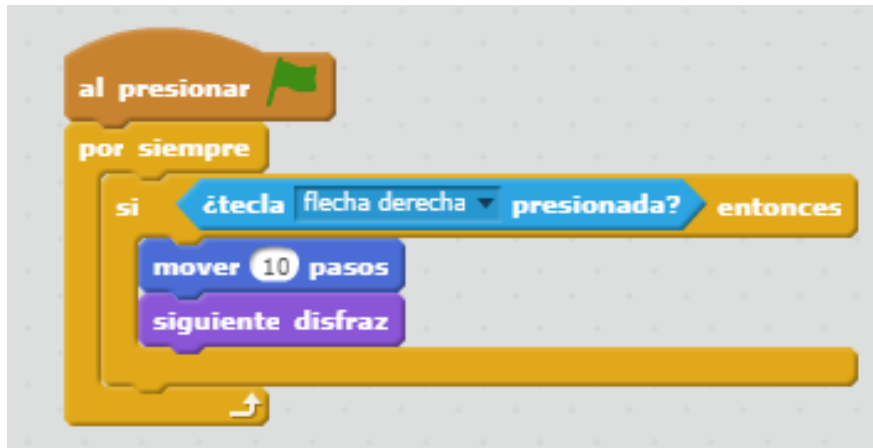 al presionar
por siempre
si ¿tecla flecha derecha presionada? entonces
mover 10 pasos
siguiente disfraz